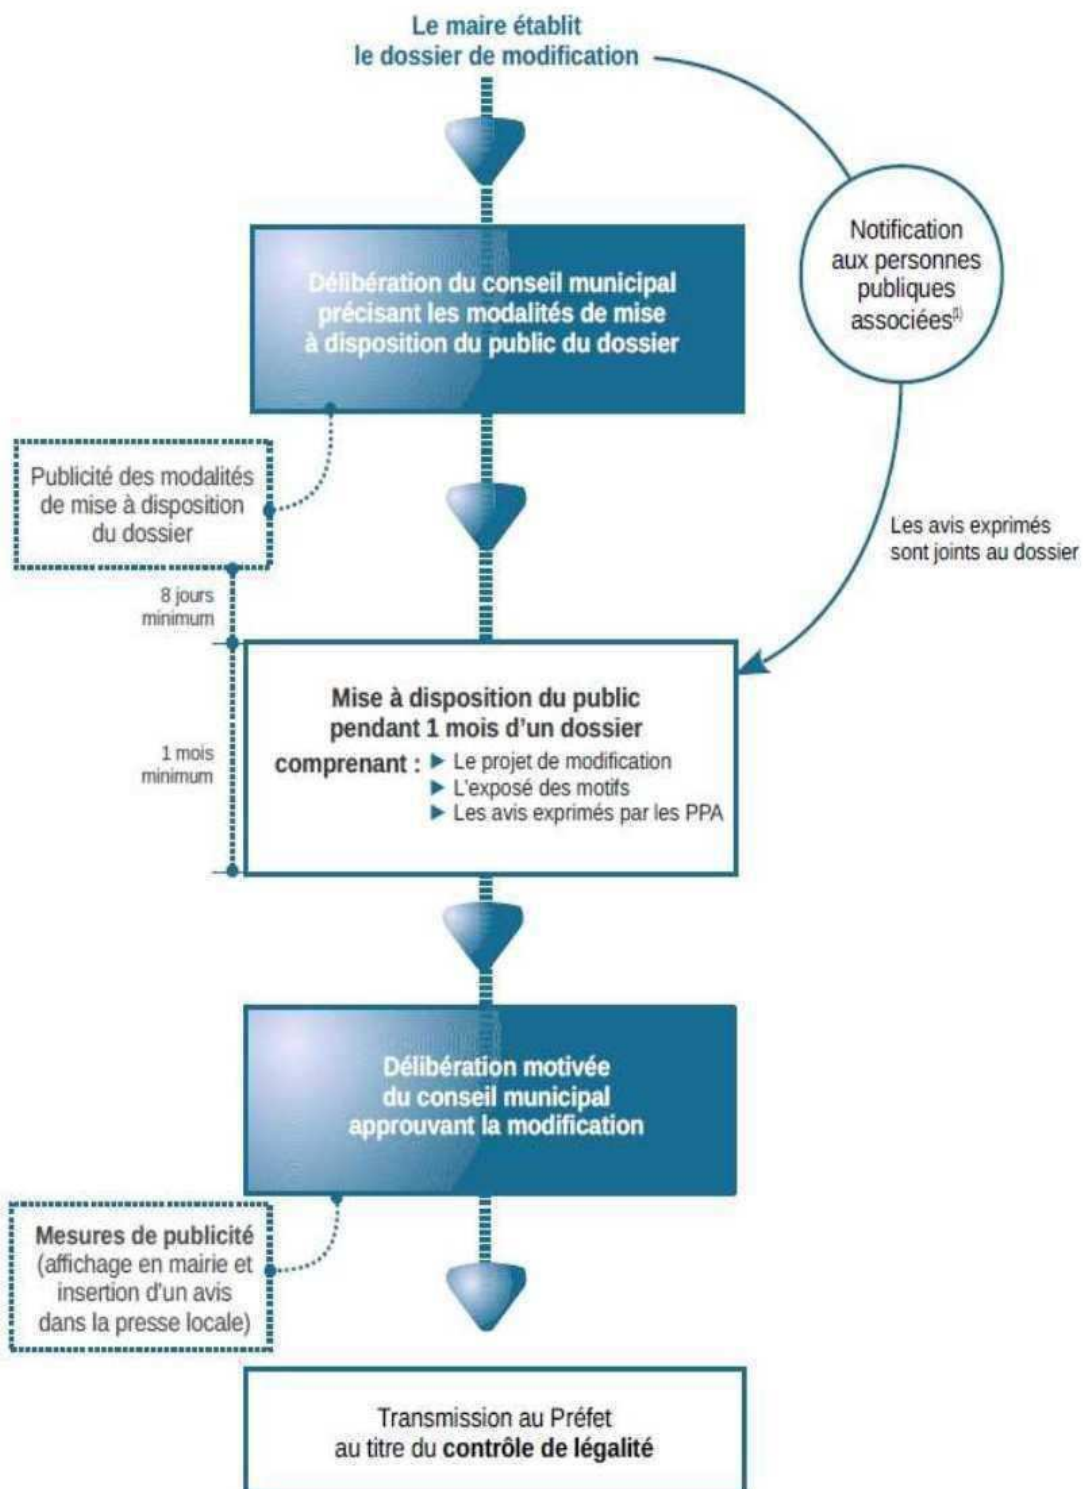 Le maire établit
le dossier de modification
Notification
aux personnes
publiques
associées⁽¹⁾
Délibération du conseil municipal
précisant les modalités de mise
à disposition du public du dossier
Publicité des modalités
de mise à disposition
du dossier
Les avis exprimés
sont joints au dossier
8 jours
minimum
1 mois
minimum
Mise à disposition du public
pendant 1 mois d'un dossier
comprenant : ▶ Le projet de modification
▶ L'exposé des motifs
▶ Les avis exprimés par les PPA
Délibération motivée
du conseil municipal
approuvant la modification
Mesures de publicité
(affichage en mairie et
insertion d'un avis
dans la presse locale)
Transmission au Préfet
au titre du contrôle de légalité